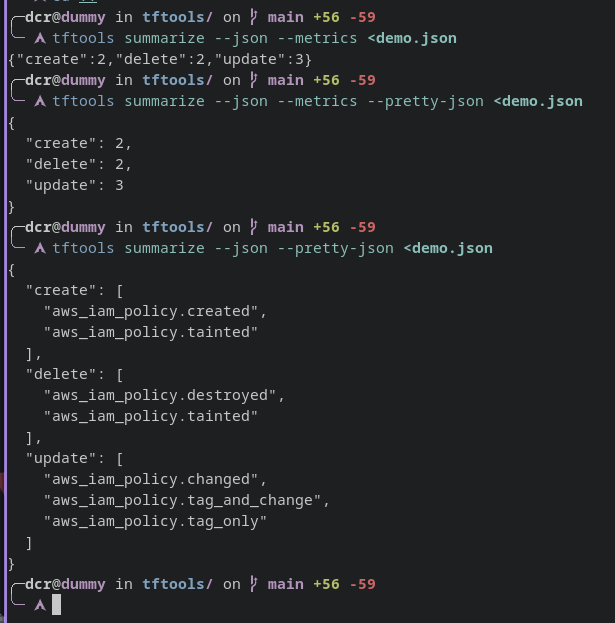 dcr@dummy in tftools/ on main +56 -59
tftools summarize --json --metrics <demo.json
{"create":2,"delete":2,"update":3}
dcr@dummy in tftools/ on main +56 -59
tftools summarize --json --metrics --pretty-json <demo.json
{
  "create": 2,
  "delete": 2,
  "update": 3
}
dcr@dummy in tftools/ on main +56 -59
tftools summarize --json --pretty-json <demo.json
{
  "create": [
    "aws_iam_policy.created",
    "aws_iam_policy.tainted"
  ],
  "delete": [
    "aws_iam_policy.destroyed",
    "aws_iam_policy.tainted"
  ],
  "update": [
    "aws_iam_policy.changed",
    "aws_iam_policy.tag_and_change",
    "aws_iam_policy.tag_only"
  ]
}
dcr@dummy in tftools/ on main +56 -59